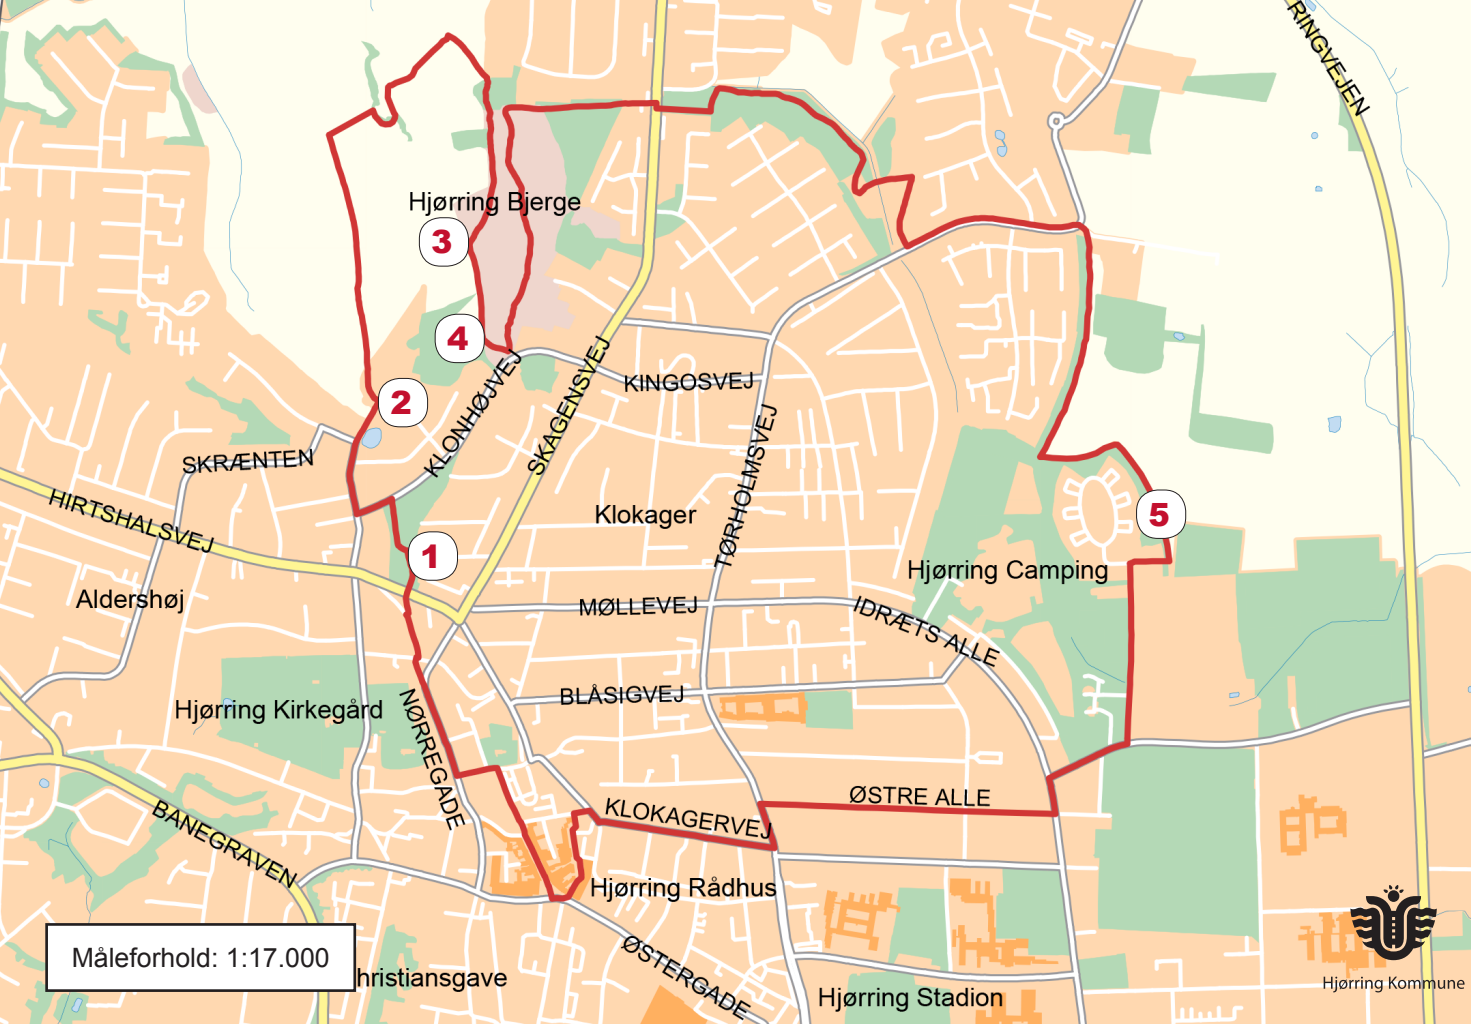 RINGVEJEN
Hjørring Bjerge
3
4
KLONHØJVEJ
SKAGENSVEJ
KINGOSVEJ
2
TØRHOLMSVEJ
SKRÆNTEN
HIRTSHALSVEJ
Klokager
5
1
Hjørring Camping
Aldershøj
MØLLEVEJ
IDRÆTS ALLE
BLÅSIGVEJ
Hjørring Kirkegård
NØRREGADE
ØSTRE ALLE
KLOKAGERVEJ
BANEGRAVEN
Hjørring Rådhus
ØSTERGADE
Måleforhold: 1:17.000
hristiansgave
Hjørring Stadion
Hjørring Kommune